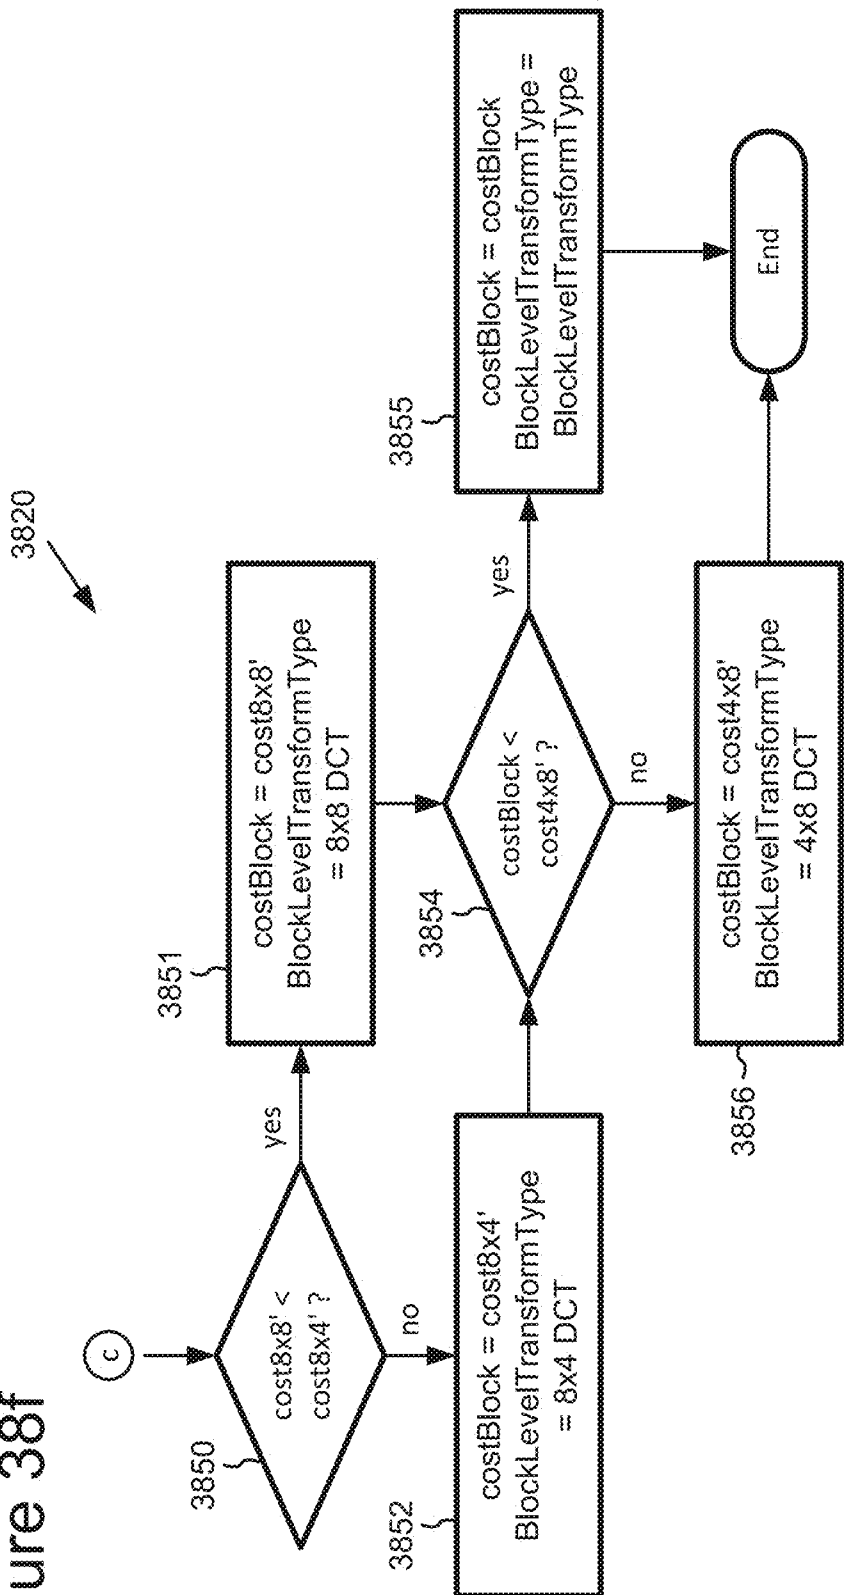 ure 38f
3820
c
3850
cost8x8' <
cost8x4' ?
yes
no
3851
costBlock = cost8x8'
BlockLevelTransformType
= 8x8 DCT
3852
costBlock = cost8x4'
BlockLevelTransformType
= 8x4 DCT
3854
costBlock <
cost4x8' ?
yes
no
3855
costBlock = costBlock
BlockLevelTransformType =
BlockLevelTransformType
3856
costBlock = cost4x8'
BlockLevelTransformType
= 4x8 DCT
End